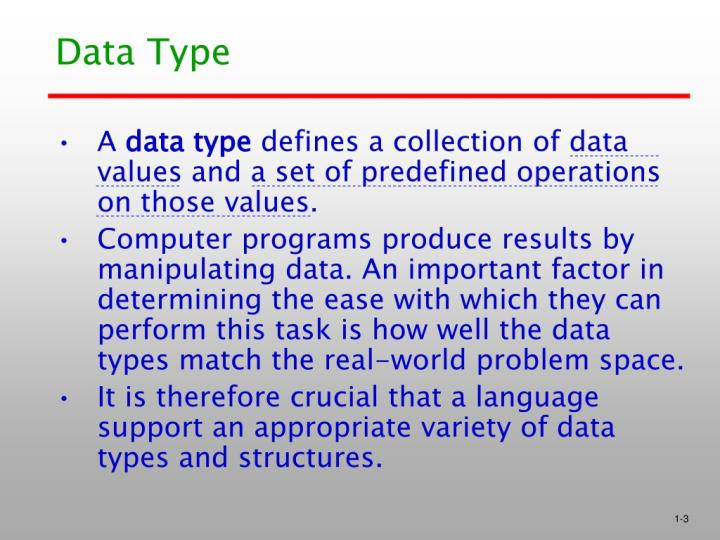 Data Type
• A data type defines a collection of data
values and a set of predefined operations
on those values.
• Computer programs produce results by
manipulating data. An important factor in
determining the ease with which they can
perform this task is how well the data
types match the real-world problem space.
• It is therefore crucial that a language
support an appropriate variety of data
types and structures.
1-3